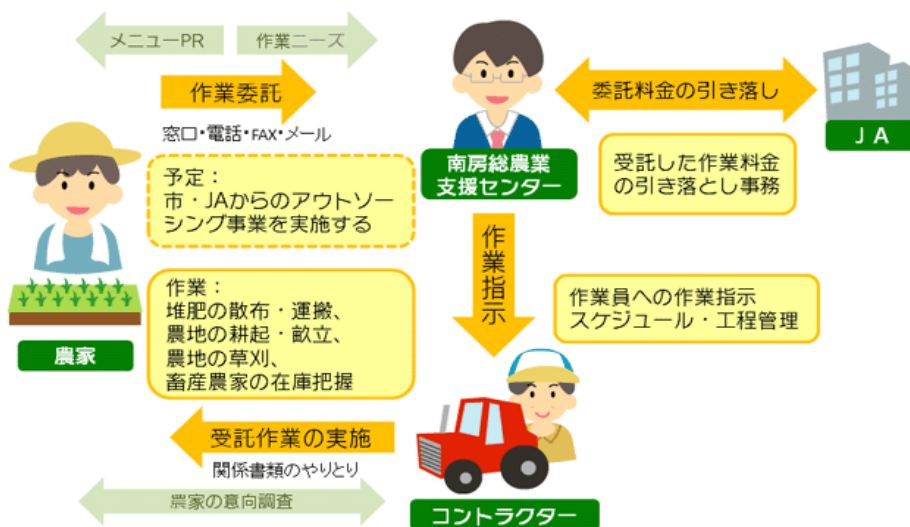 メニューPR
作業ニーズ
作業委託
窓口・電話・FAX・メール
委託料金の引き落し
JA
南房総農業
支援センター
受託した作業料金
の引き落とし事務
予定：
市・JAからのアウトソー
シング事業を実施する
作業指示
作業：
堆肥の散布・運搬、
農地の耕起・畝立、
農地の草刈、
畜産農家の在庫把握
作業員への作業指示
スケジュール・工程管理
農家
受託作業の実施
関係書類のやりとり
農家の意向調査
コントラクター